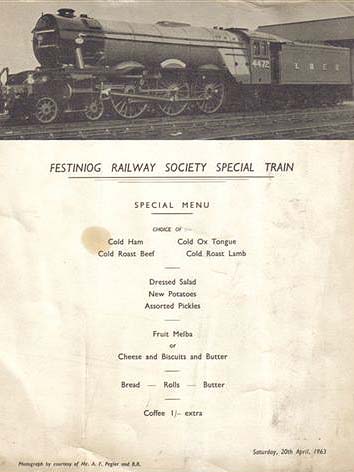 4472
L N E R
FESTINIOG RAILWAY SOCIETY SPECIAL TRAIN
SPECIAL MENU
CHOICE OF :—
Cold Ham Cold Ox Tongue
Cold Roast Beef Cold Roast Lamb
Dressed Salad
New Potatoes
Assorted Pickles
Fruit Melba
or
Cheese and Biscuits and Butter
Bread — Rolls — Butter
Coffee 1/- extra
Saturday, 20th April, 1963
Photograph by courtesy of Mr. A. F. Pegler and B.R.